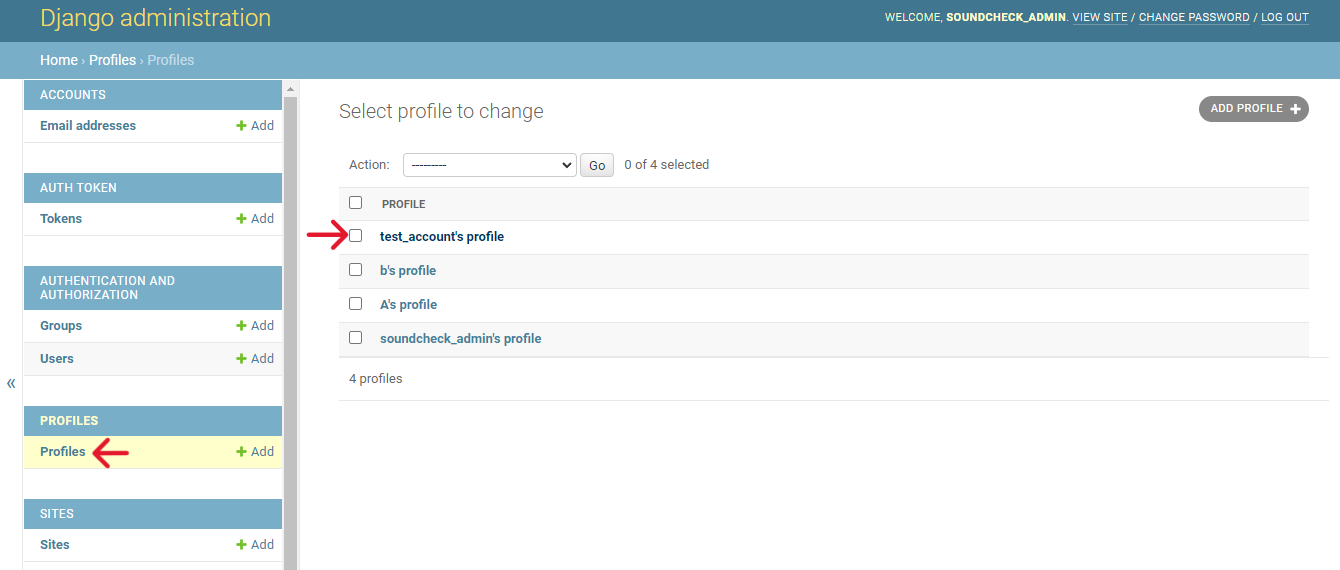 Django administration
WELCOME, SOUNDCHECK_ADMIN. VIEW SITE / CHANGE PASSWORD / LOG OUT
Home › Profiles › Profiles
ACCOUNTS
Email addresses + Add
AUTH TOKEN
Tokens + Add
AUTHENTICATION AND
AUTHORIZATION
Groups + Add
Users + Add
«
PROFILES
Profiles + Add
SITES
Sites + Add
Select profile to change
ADD PROFILE +
Action: --------- Go 0 of 4 selected
PROFILE
test_account's profile
b's profile
A's profile
soundcheck_admin's profile
4 profiles